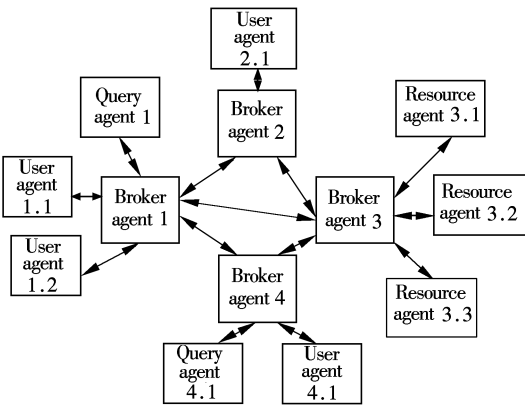 User
agent
2.1
Query
agent 1
Broker
agent 2
Resource
agent 3.1
User
agent
1.1
Broker
agent 1
Broker
agent 3
Resource
agent 3.2
User
agent
1.2
Broker
agent 4
Resource
agent 3.3
Query
agent
4.1
User
agent
4.1